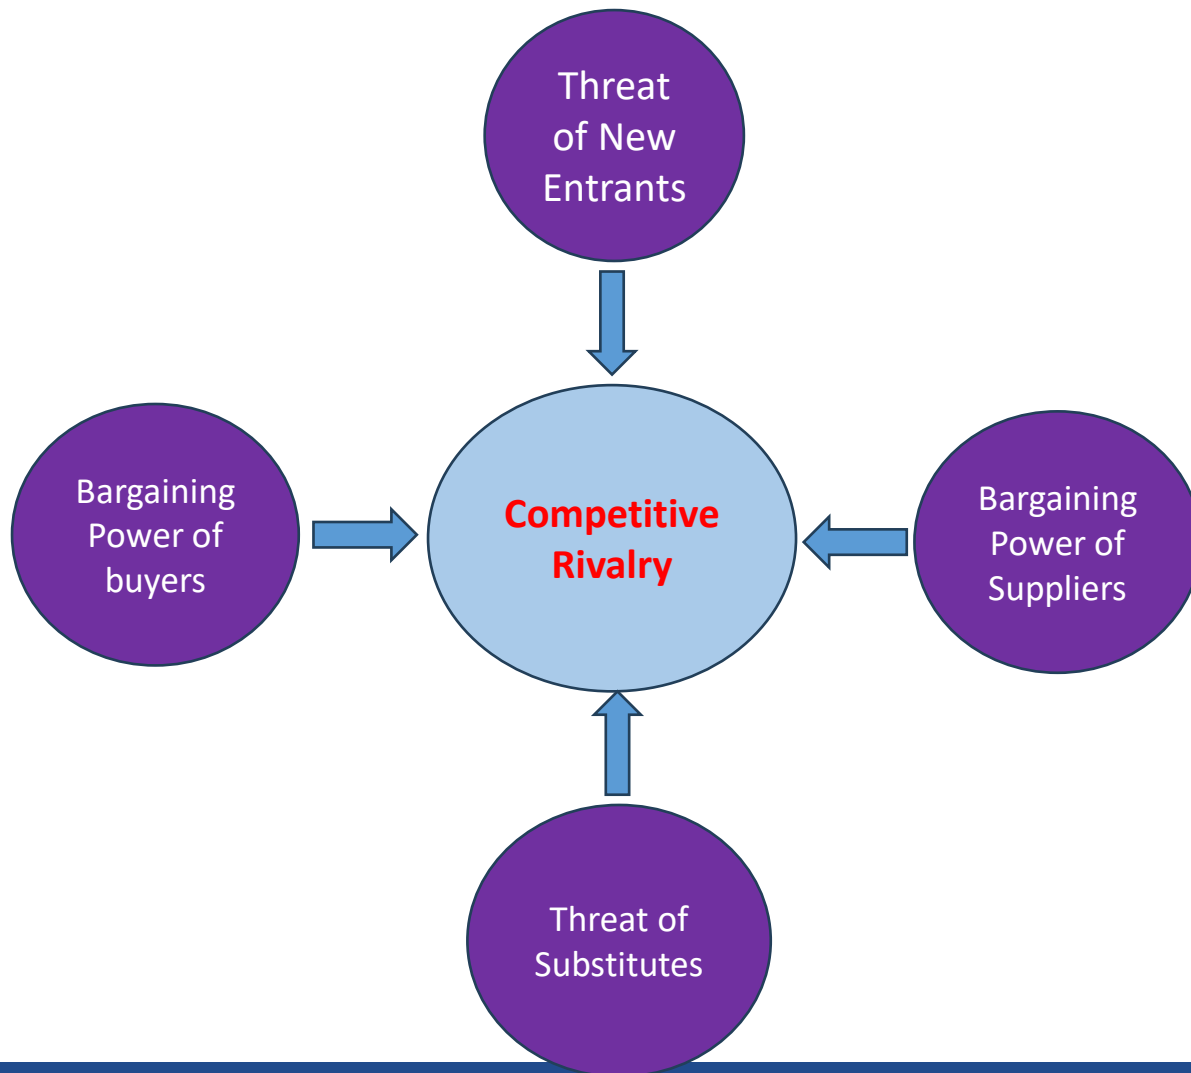 Threat
of New
Entrants
Bargaining
Power of
buyers
Competitive
Rivalry
Bargaining
Power of
Suppliers
Threat of
Substitutes